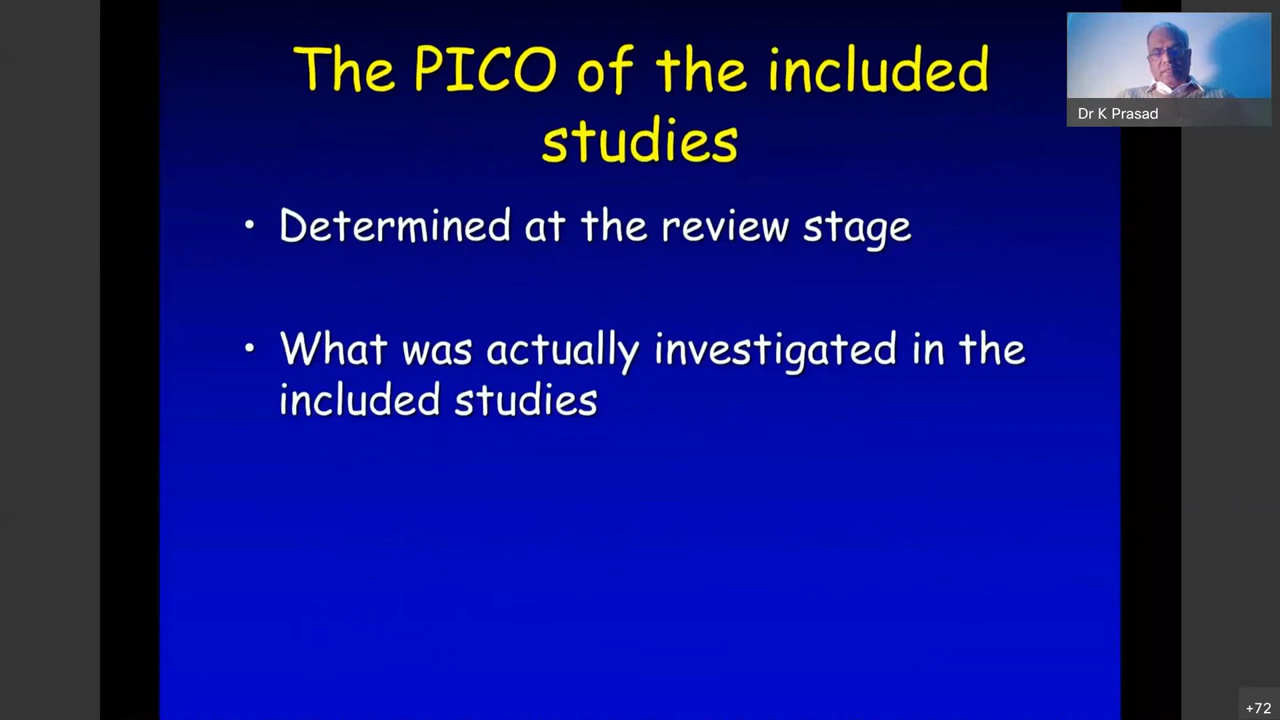 The PICO of the included
studies
• Determined at the review stage
• What was actually investigated in the
included studies
Dr K Prasad
+72